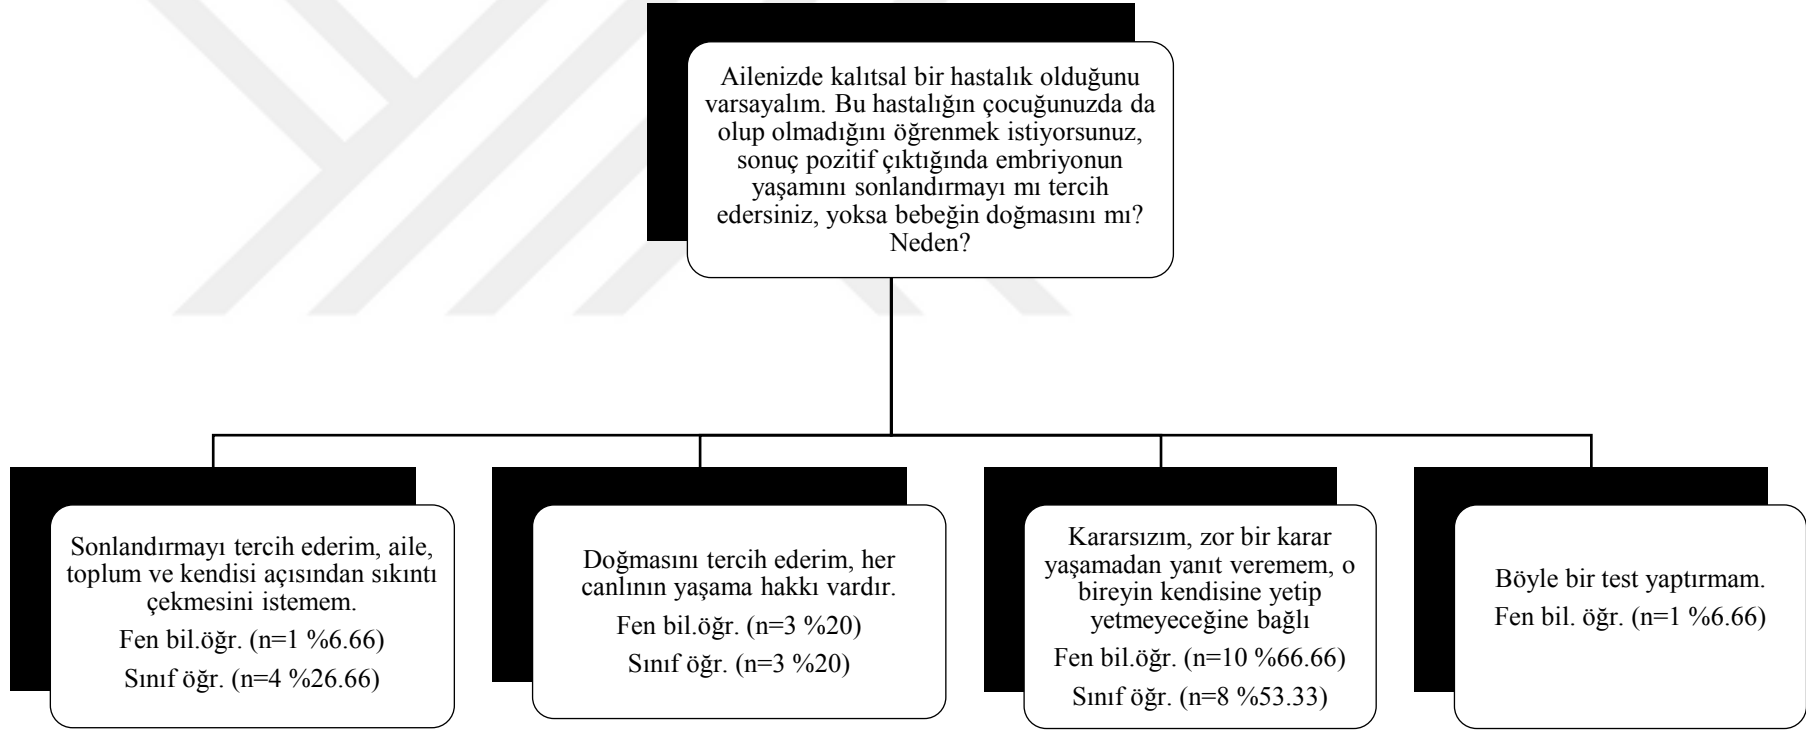 Ailenizde kalıtsal bir hastalık olduğunu
varsayalım. Bu hastalığın çocuğunuzda da
olup olmadığını öğrenmek istiyorsunuz,
sonuç pozitif çıktığında embriyonun
yaşamını sonlandırmayı mı tercih
edersiniz, yoksa bebeğin doğmasını mı?
Neden?
Sonlandırmayı tercih ederim, aile,
toplum ve kendisi açısından sıkıntı
çekmesini istemem.
Fen bil.öğr. (n=1 %6.66)
Sınıf öğr. (n=4 %26.66)
Doğmasını tercih ederim, her
canlının yaşama hakkı vardır.
Fen bil.öğr. (n=3 %20)
Sınıf öğr. (n=3 %20)
Kararsızım, zor bir karar
yaşamadan yanıt veremem, o
bireyin kendisine yetip
yetmeyeceğine bağlı
Fen bil.öğr. (n=10 %66.66)
Sınıf öğr. (n=8 %53.33)
Böyle bir test yaptırmam.
Fen bil. öğr. (n=1 %6.66)